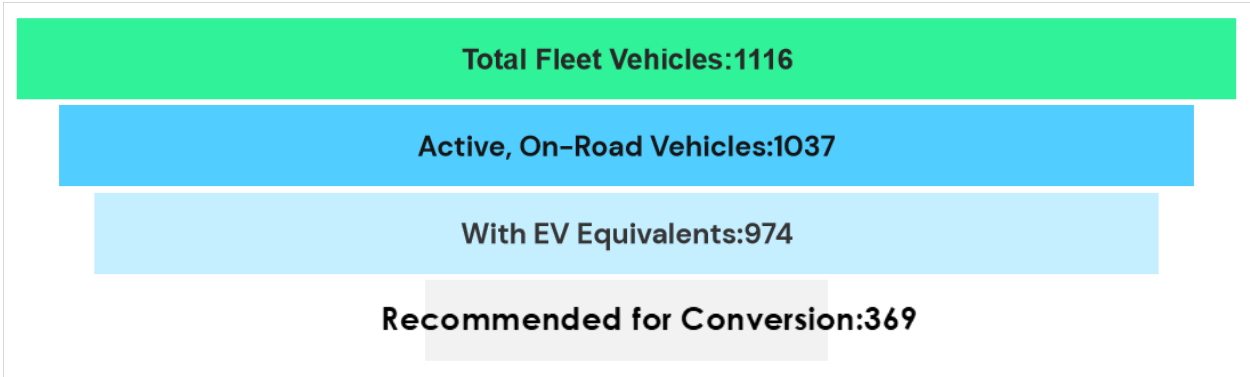 Total Fleet Vehicles:1116
Active, On-Road Vehicles:1037
With EV Equivalents:974
Recommended for Conversion:369